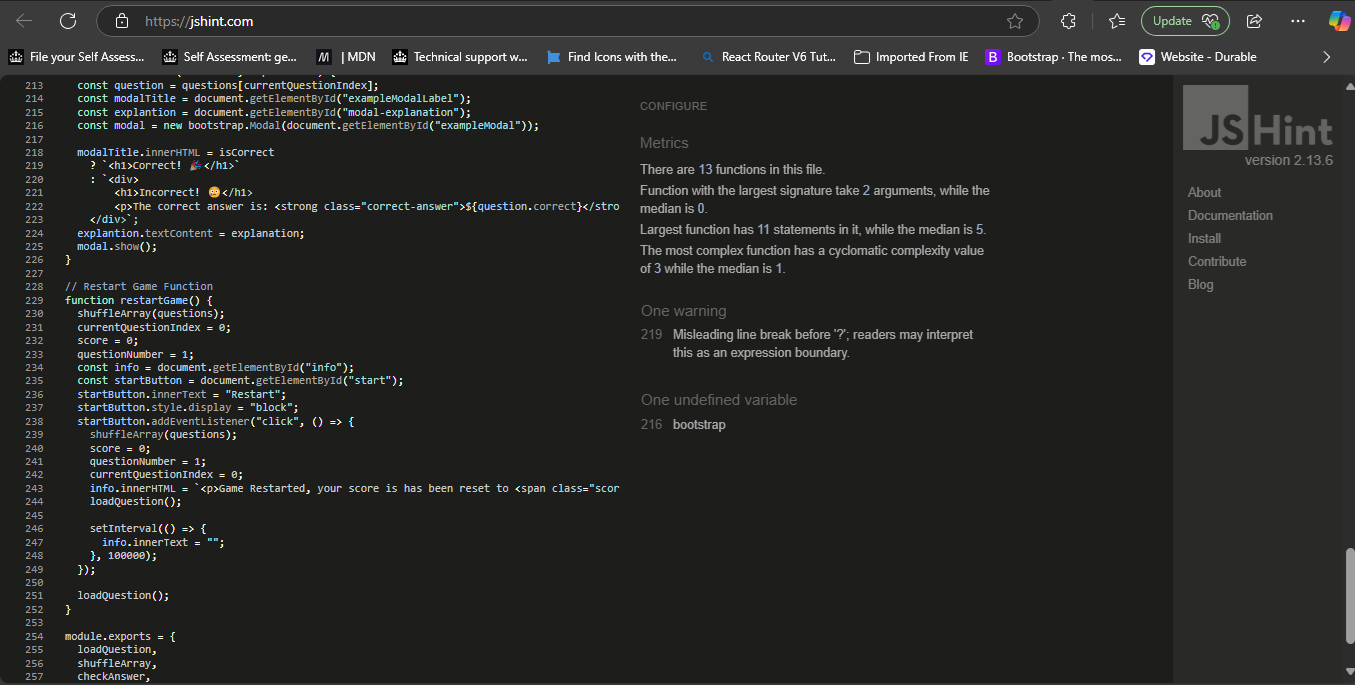 https://jshint.com
Update
File your Self Assess...
Self Assessment: ge...
| MDN
Technical support w...
Find Icons with the...
React Router V6 Tut...
Imported From IE
B Bootstrap · The mos...
Website - Durable
213 const question = questions[currentQuestionIndex];
214 const modalTitle = document.getElementById("exampleModalLabel");
215 const explantion = document.getElementById("modal-explanation");
216 const modal = new bootstrap.Modal(document.getElementById("exampleModal"));
217
218 modalTitle.innerHTML = isCorrect
219 ? `<h1>Correct! 🎉</h1>`
220 : `<div>
221 <h1>Incorrect! 😳</h1>
222 <p>The correct answer is: <strong class="correct-answer">${question.correct}</stro
223 </div>`;
224 explantion.textContent = explanation;
225 modal.show();
226 }
227
228 // Restart Game Function
229 function restartGame() {
230 shuffleArray(questions);
231 currentQuestionIndex = 0;
232 score = 0;
233 questionNumber = 1;
234 const info = document.getElementById("info");
235 const startButton = document.getElementById("start");
236 startButton.innerText = "Restart";
237 startButton.style.display = "block";
238 startButton.addEventListener("click", () => {
239 shuffleArray(questions);
240 score = 0;
241 questionNumber = 1;
242 currentQuestionIndex = 0;
243 info.innerHTML = `<p>Game Restarted, your score is has been reset to <span class="scor
244 loadQuestion();
245
246 setInterval(() => {
247 info.innerText = "";
248 }, 100000);
249 });
250
251 loadQuestion();
252 }
253
254 module.exports = {
255 loadQuestion,
256 shuffleArray,
257 checkAnswer,
CONFIGURE
Metrics
There are 13 functions in this file.
Function with the largest signature take 2 arguments, while the
median is 0.
Largest function has 11 statements in it, while the median is 5.
The most complex function has a cyclomatic complexity value
of 3 while the median is 1.
One warning
219 Misleading line break before '?'; readers may interpret
this as an expression boundary.
One undefined variable
216 bootstrap
JSHint
version 2.13.6
About
Documentation
Install
Contribute
Blog